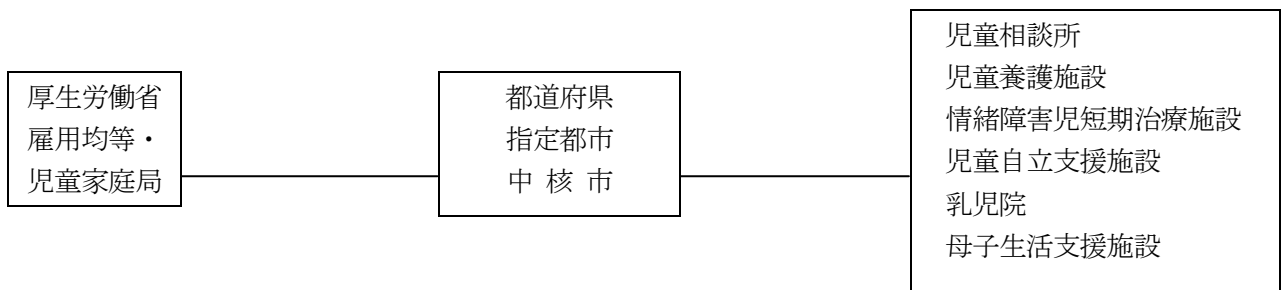 厚生労働省
雇用均等・
児童家庭局
都道府県
指定都市
中 核 市
児童相談所
児童養護施設
情緒障害児短期治療施設
児童自立支援施設
乳児院
母子生活支援施設